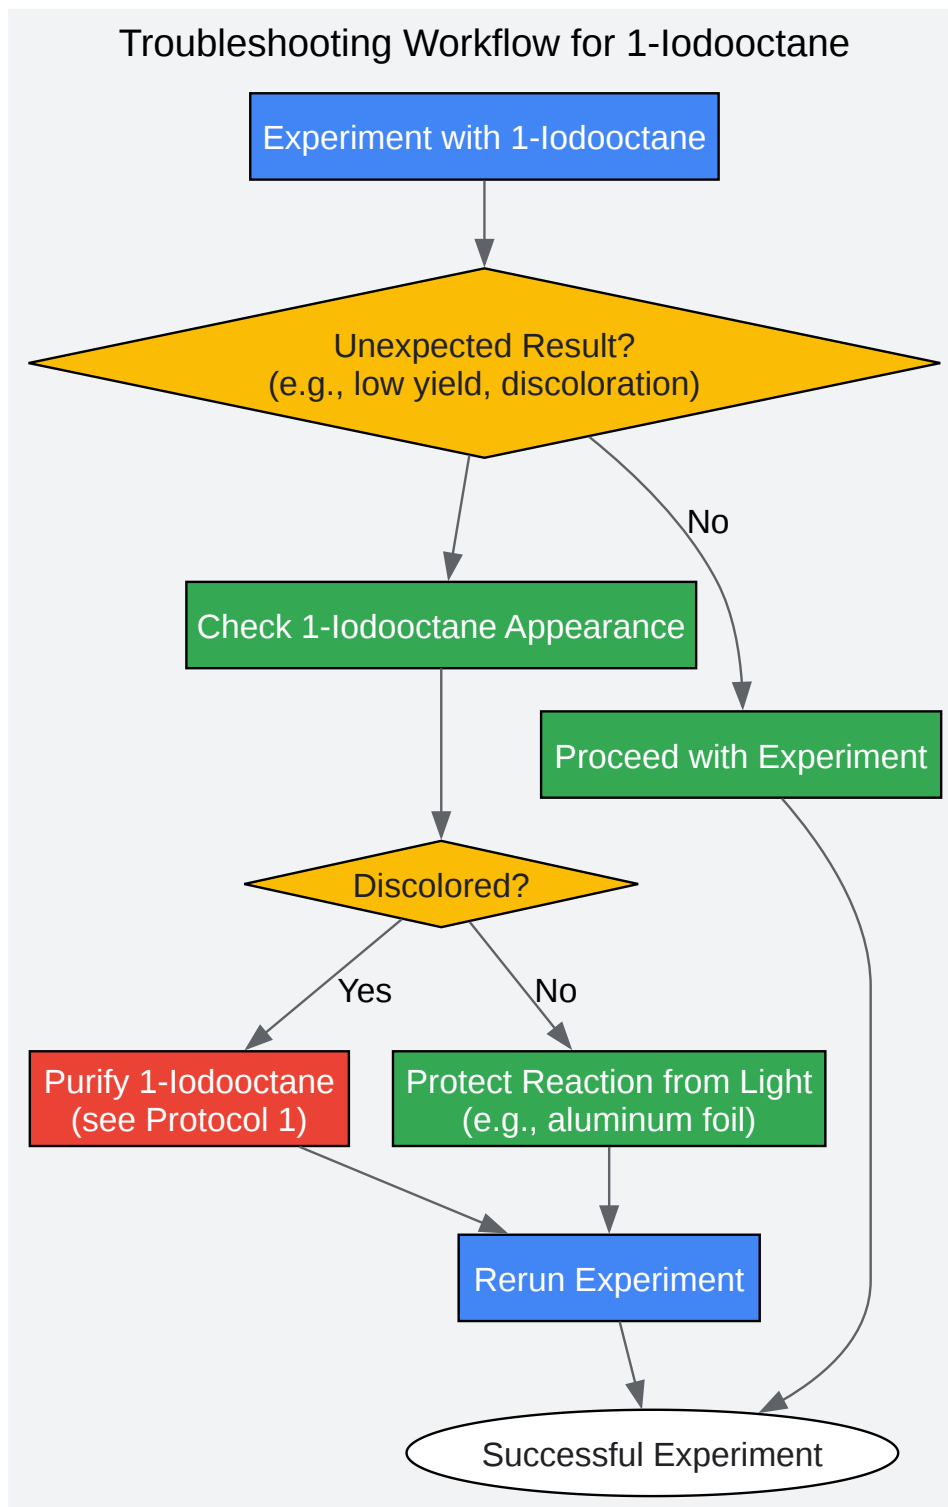 Troubleshooting Workflow for 1-Iodooctane
Experiment with 1-Iodooctane
Unexpected Result?
(e.g., low yield, discoloration)
No
Check 1-Iodooctane Appearance
Proceed with Experiment
Discolored?
Yes
No
Purify 1-Iodooctane
(see Protocol 1)
Protect Reaction from Light
(e.g., aluminum foil)
Rerun Experiment
Successful Experiment